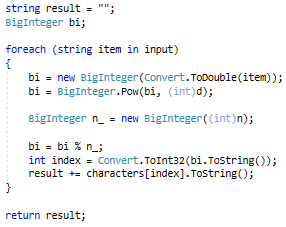 string result = "";
BigInteger bi;
foreach (string item in input)
{
bi = new BigInteger(Convert.ToDouble(item));
bi = BigInteger.Pow(bi, (int)d);
BigInteger n_ = new BigInteger((int)n);
bi = bi % n_;
int index = Convert.ToInt32(bi.ToString());
result += characters[index].ToString();
}
return result;